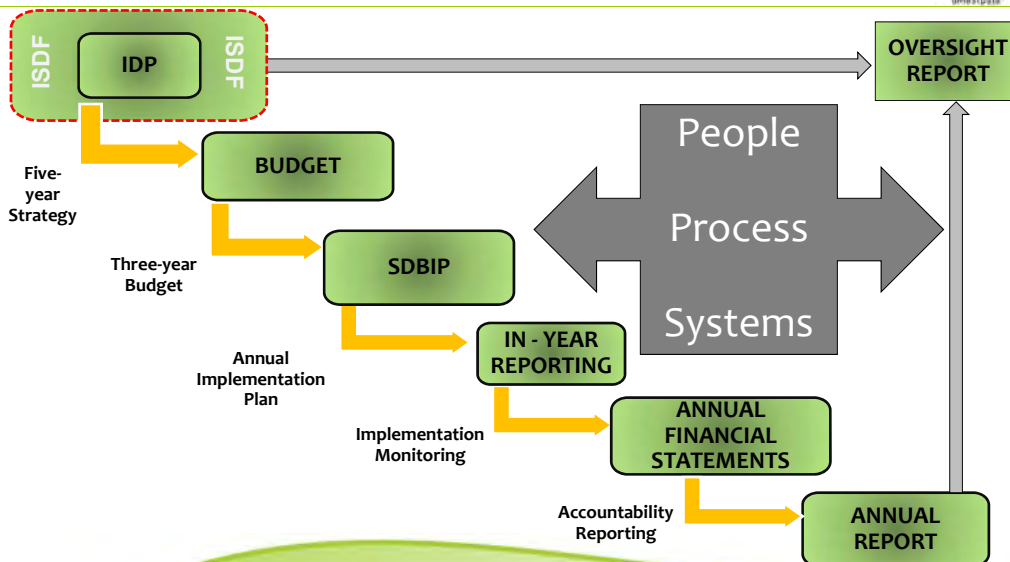 ISDF
IDP
ISDF
OVERSIGHT
REPORT
People
Process
Systems
BUDGET
Five-
year
Strategy
SDBIP
Three-year
Budget
IN - YEAR
REPORTING
Annual
Implementation
Plan
ANNUAL
FINANCIAL
STATEMENTS
Implementation
Monitoring
ANNUAL
REPORT
Accountability
Reporting